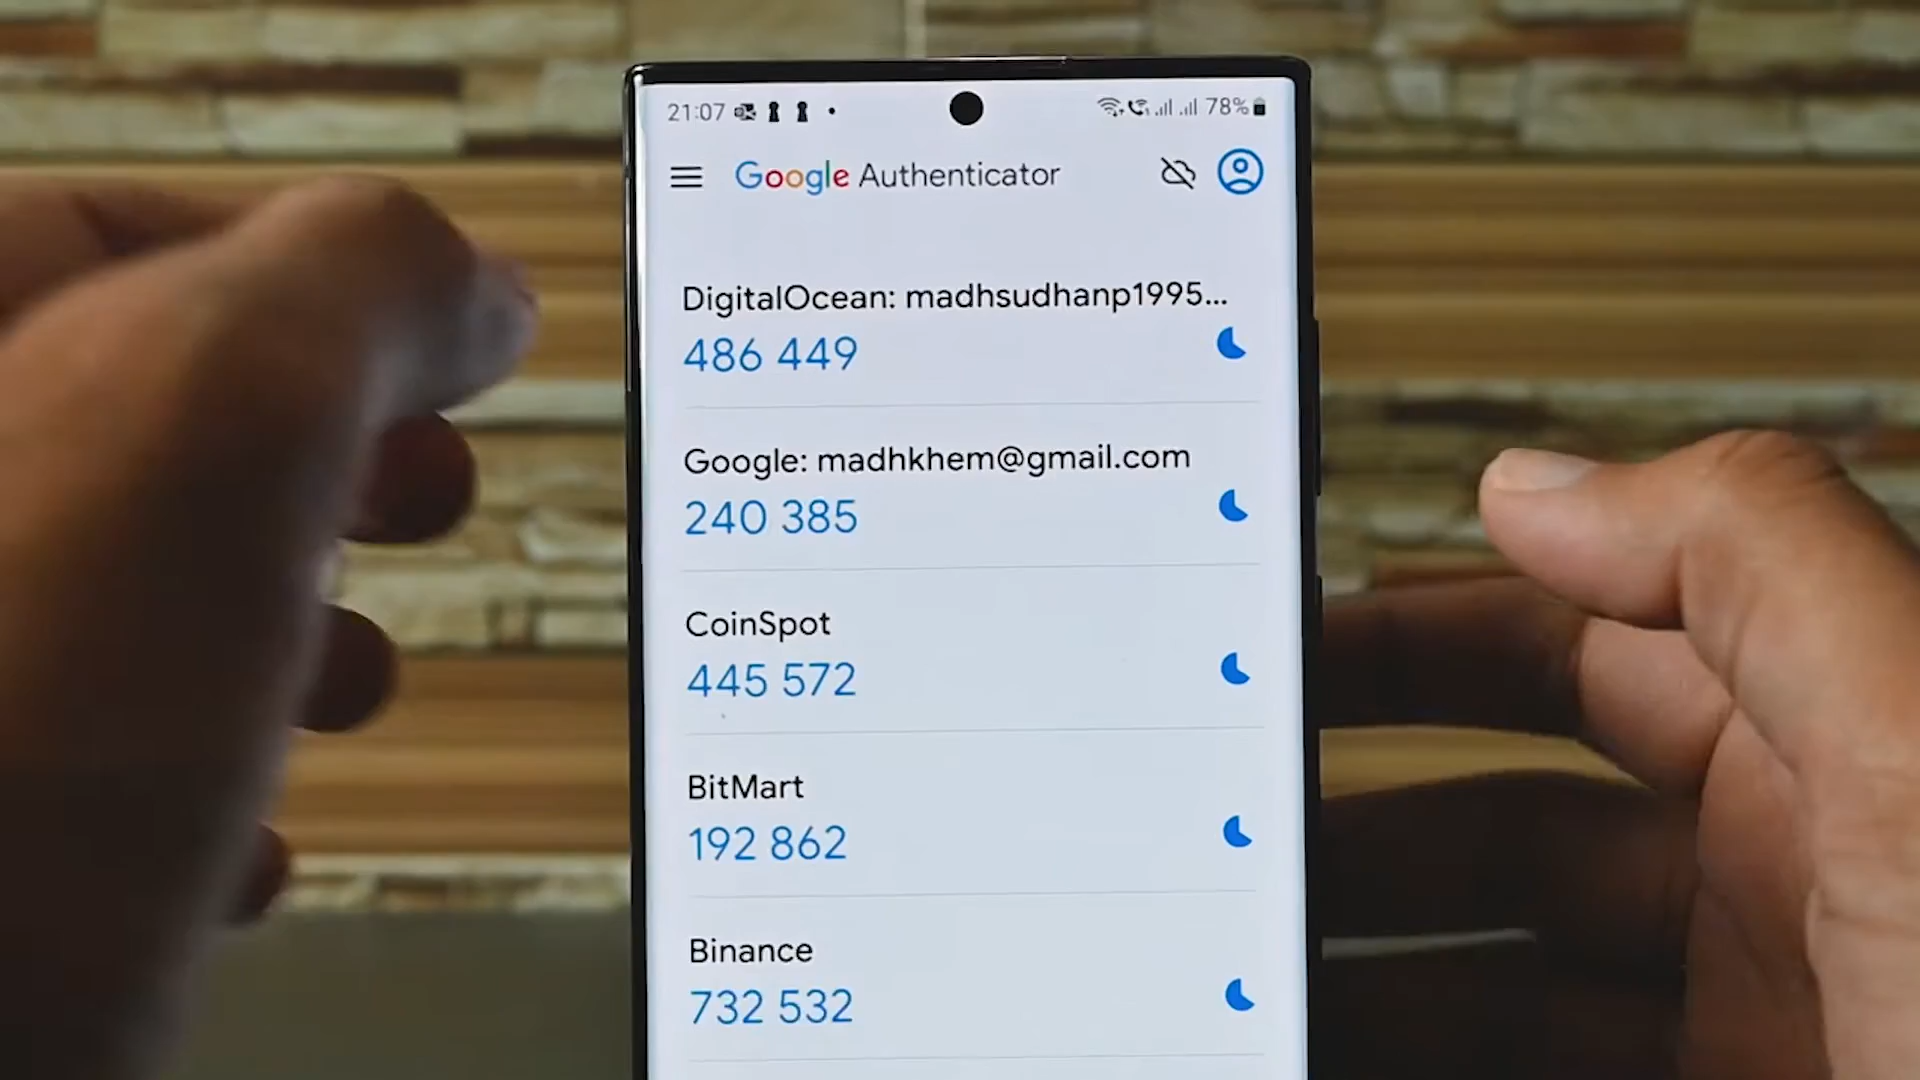 21:07 78%
Google Authenticator
DigitalOcean: madhsudhanp1995...
486 449
Google: madhkhem@gmail.com
240 385
CoinSpot
445 572
BitMart
192 862
Binance
732 532